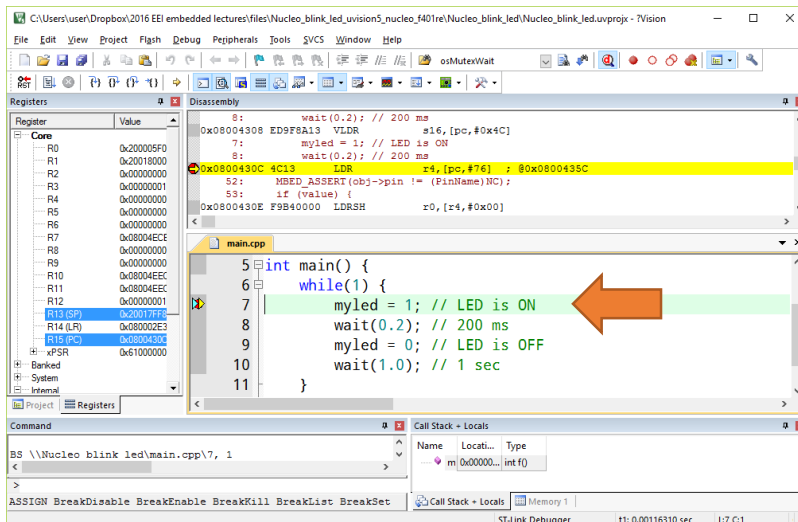 C:\Users\user\Dropbox\2016 EEI embedded lectures\files\Nucleo_blink_led_uvision5_nucleo_f401re\Nucleo_blink_led\Nucleo_blink_led.uvprojx - ?Vision
File Edit View Project Flash Debug Peripherals Tools SVCS Window Help
osMutexWait
RST
Registers
Register Value
Core
R0 0x200005F0
R1 0x20018000
R2 0x00000000
R3 0x00000001
R4 0x00000000
R5 0x00000000
R6 0x00000000
R7 0x08004ECE
R8 0x00000000
R9 0x00000000
R10 0x08004EEC
R11 0x08004EEC
R12 0x00000001
R13 (SP) 0x20017FF8
R14 (LR) 0x080002E3
R15 (PC) 0x0800430C
xPSR 0x61000000
Banked
System
Internal
Project Registers
Disassembly
8: wait(0.2); // 200 ms
0x08004308 ED9F8A13 VLDR s16,[pc,#0x4C]
7: myled = 1; // LED is ON
8: wait(0.2); // 200 ms
0x0800430C 4C13 LDR r4,[pc,#76] ; @0x0800435C
52: MBED_ASSERT(obj->pin != (PinName)NC);
53: if (value) {
0x0800430E F9B40000 LDRSH r0,[r4,#0x00]
main.cpp
5 int main() {
6 while(1) {
7 myled = 1; // LED is ON
8 wait(0.2); // 200 ms
9 myled = 0; // LED is OFF
10 wait(1.0); // 1 sec
11 }
Command
BS \\Nucleo blink led\main.cpp\7, 1
>
ASSIGN BreakDisable BreakEnable BreakKill BreakList BreakSet
Call Stack + Locals
Name Locati... Type
m 0x00000... int f()
Call Stack + Locals Memory 1
ST-Link Debugger t1: 0.00116310 sec L:7 C:1